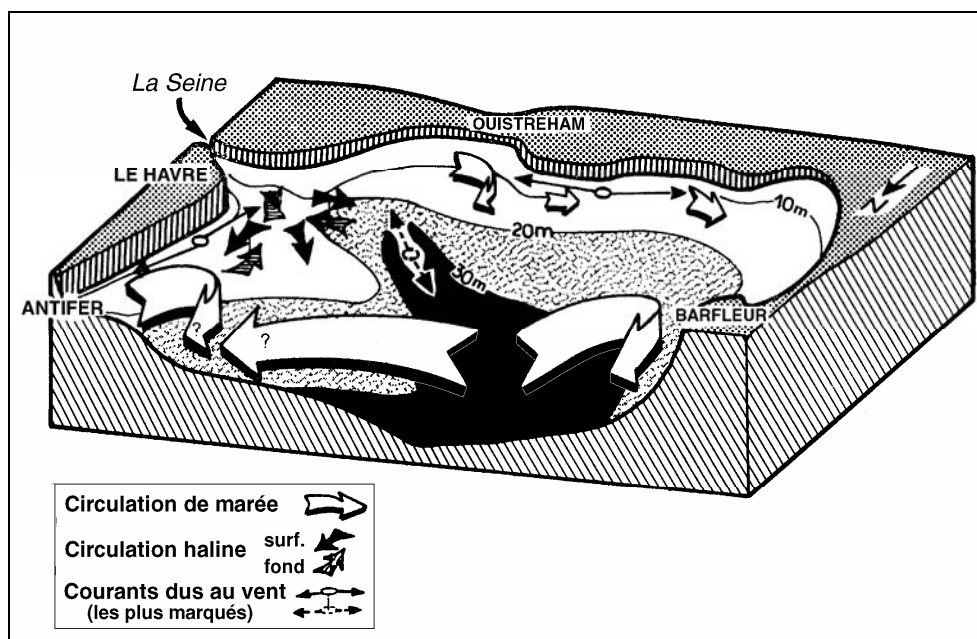 La Seine
OUISTREHAM
LE HAVRE
10m
N
20m
30m
ANTIFER
BARFLEUR
?
?
Circulation de marée
Circulation haline surf.
fond
Courants dus au vent
(les plus marqués)